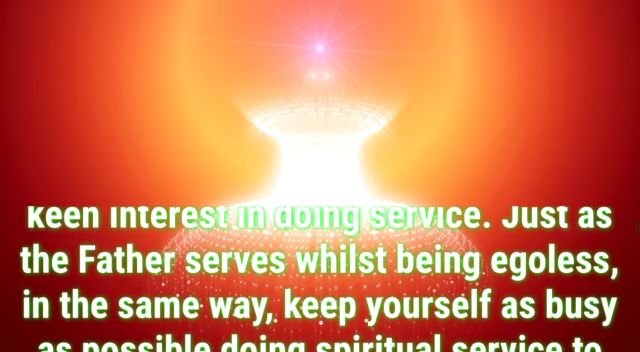 keen interest in doing service. Just as
the Father serves whilst being egoless,
in the same way, keep yourself as busy
as possible doing spiritual service to